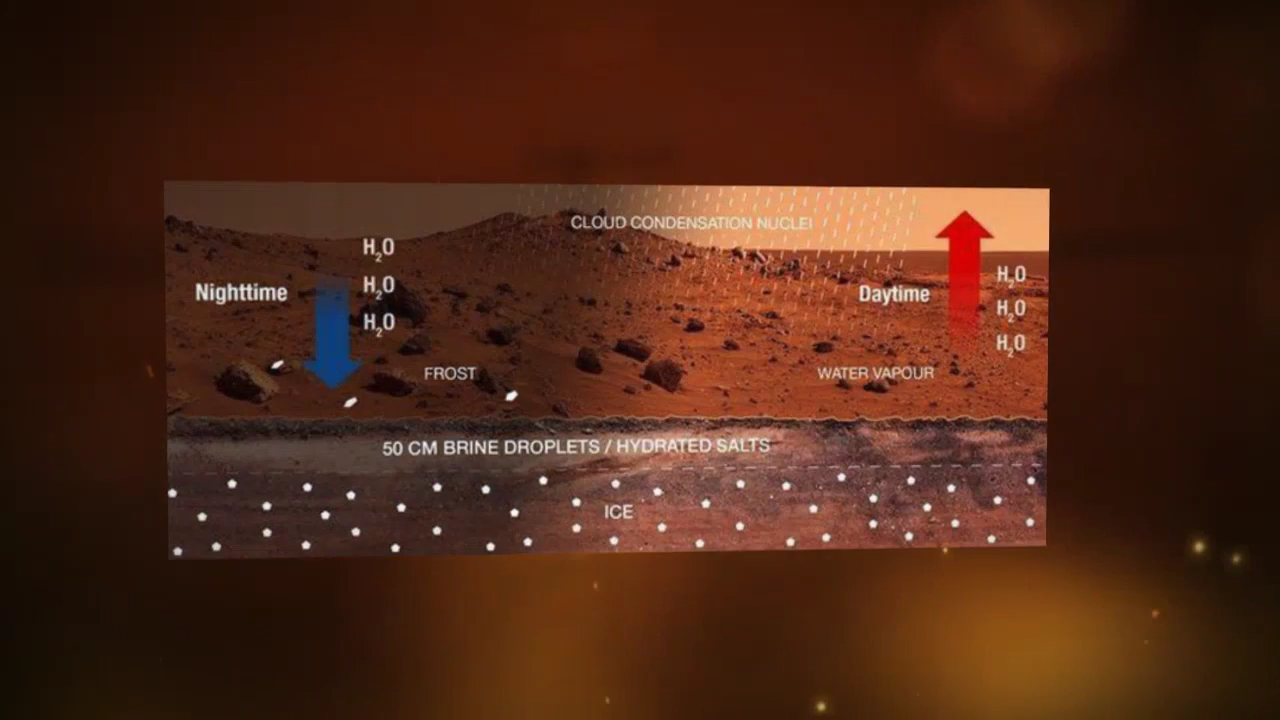 CLOUD CONDENSATION NUCLEI
H2O
Nighttime
H2O
H2O
Daytime
H2O
H2O
H2O
FROST
WATER VAPOUR
50 CM BRINE DROPLETS / HYDRATED SALTS
ICE